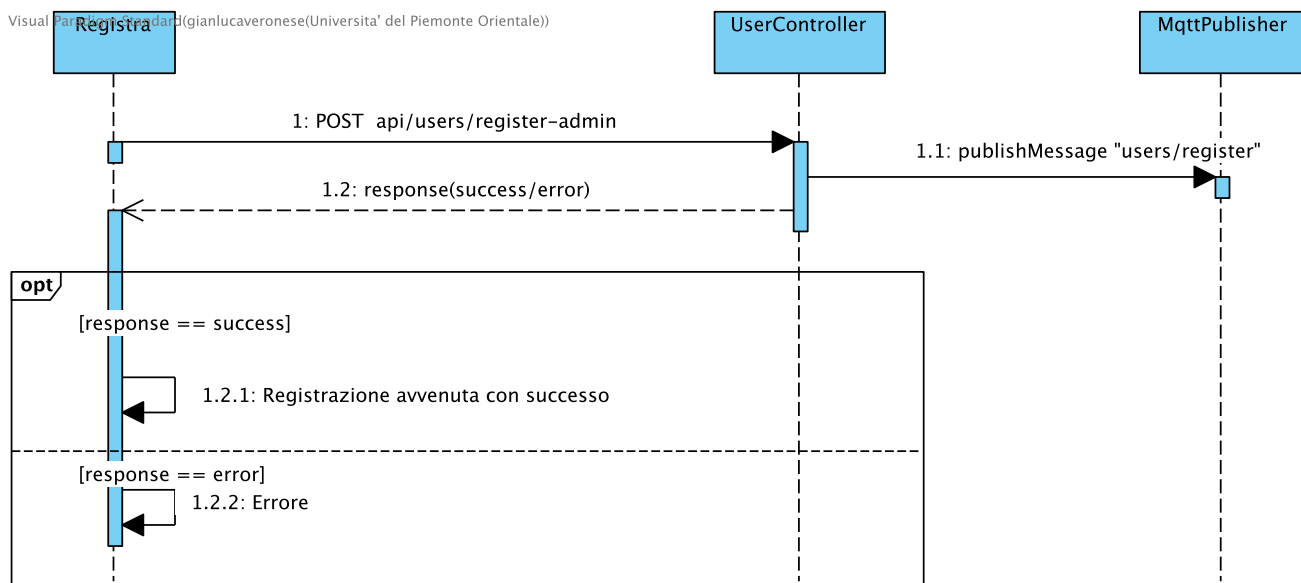 Visual Paradigm Standard(gianlucaveronese(Universita' del Piemonte Orientale))
Registra
UserController
MqttPublisher
1: POST api/users/register-admin
1.1: publishMessage "users/register"
1.2: response(success/error)
opt
[response == success]
1.2.1: Registrazione avvenuta con successo
[response == error]
1.2.2: Errore